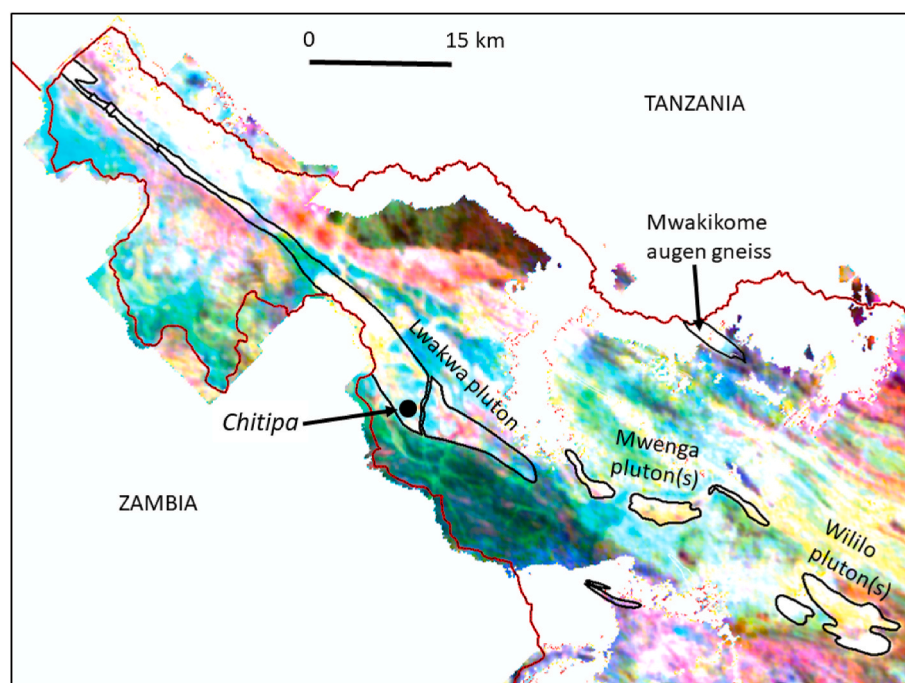 0 15 km
TANZANIA
Mwakikome
augen gneiss
Lwakwa pluton
Chitipa
Mwenga
pluton(s)
ZAMBIA
Wililo
pluton(s)